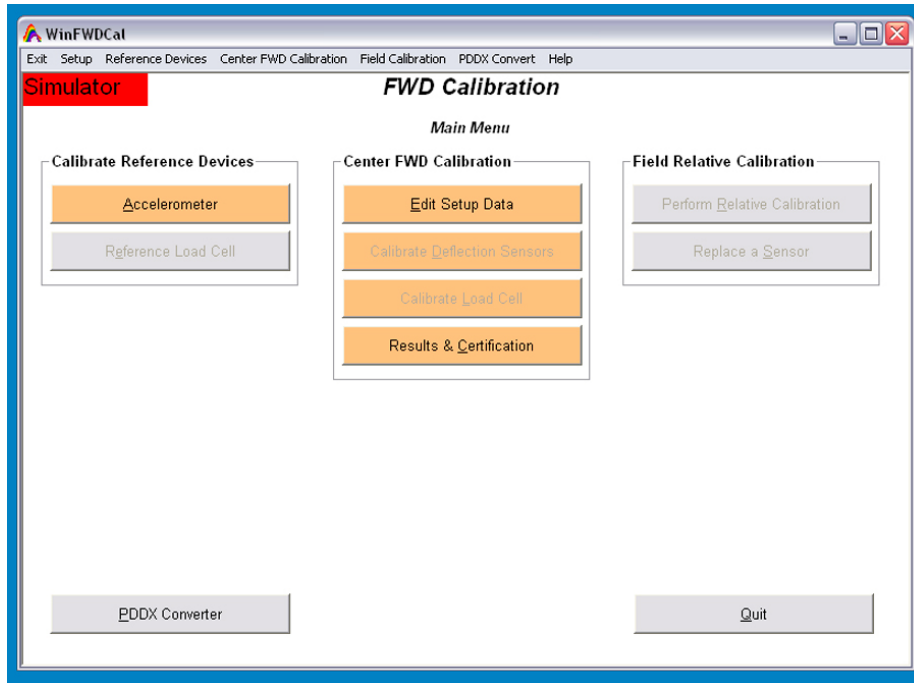 WinFWDCal
Exit Setup Reference Devices Center FWD Calibration Field Calibration PDDX Convert Help
Simulator
FWD Calibration
Main Menu
Calibrate Reference Devices
Accelerometer
Reference Load Cell
Center FWD Calibration
Edit Setup Data
Calibrate Deflection Sensors
Calibrate Load Cell
Results & Certification
Field Relative Calibration
Perform Relative Calibration
Replace a Sensor
PDDX Converter
Quit